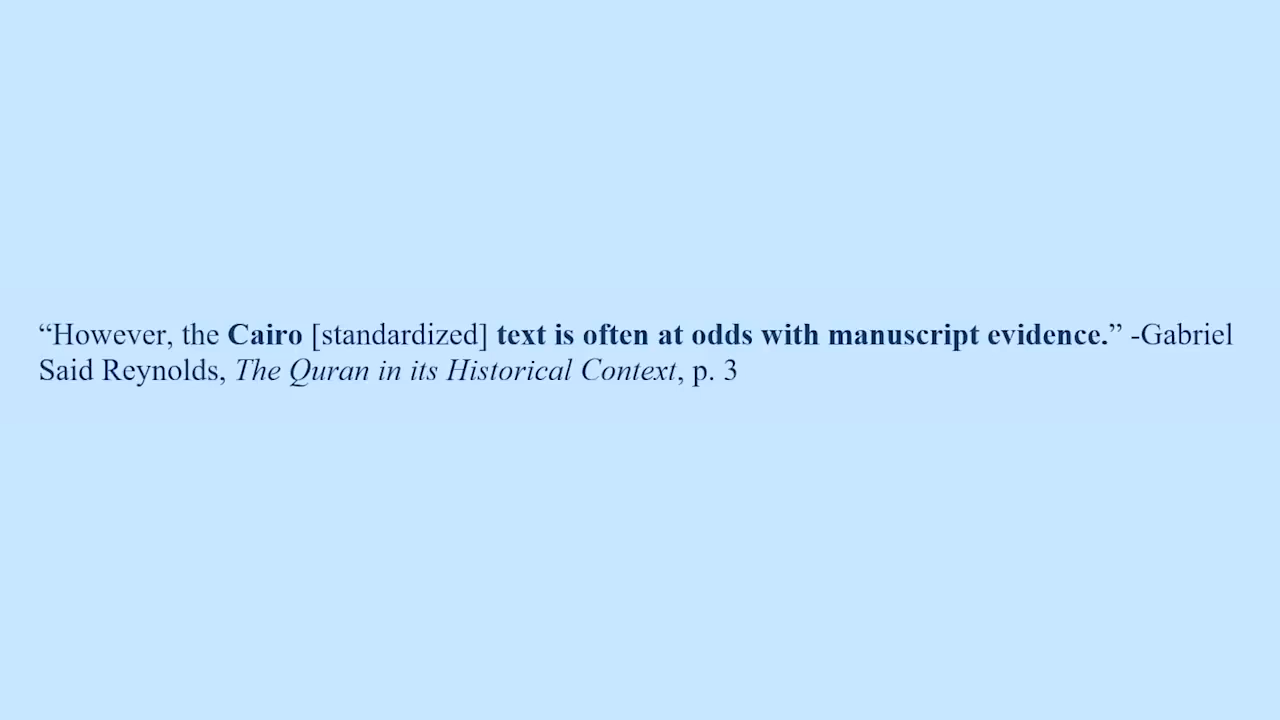 “However, the Cairo [standardized] text is often at odds with manuscript evidence.” -Gabriel
Said Reynolds, The Quran in its Historical Context, p. 3